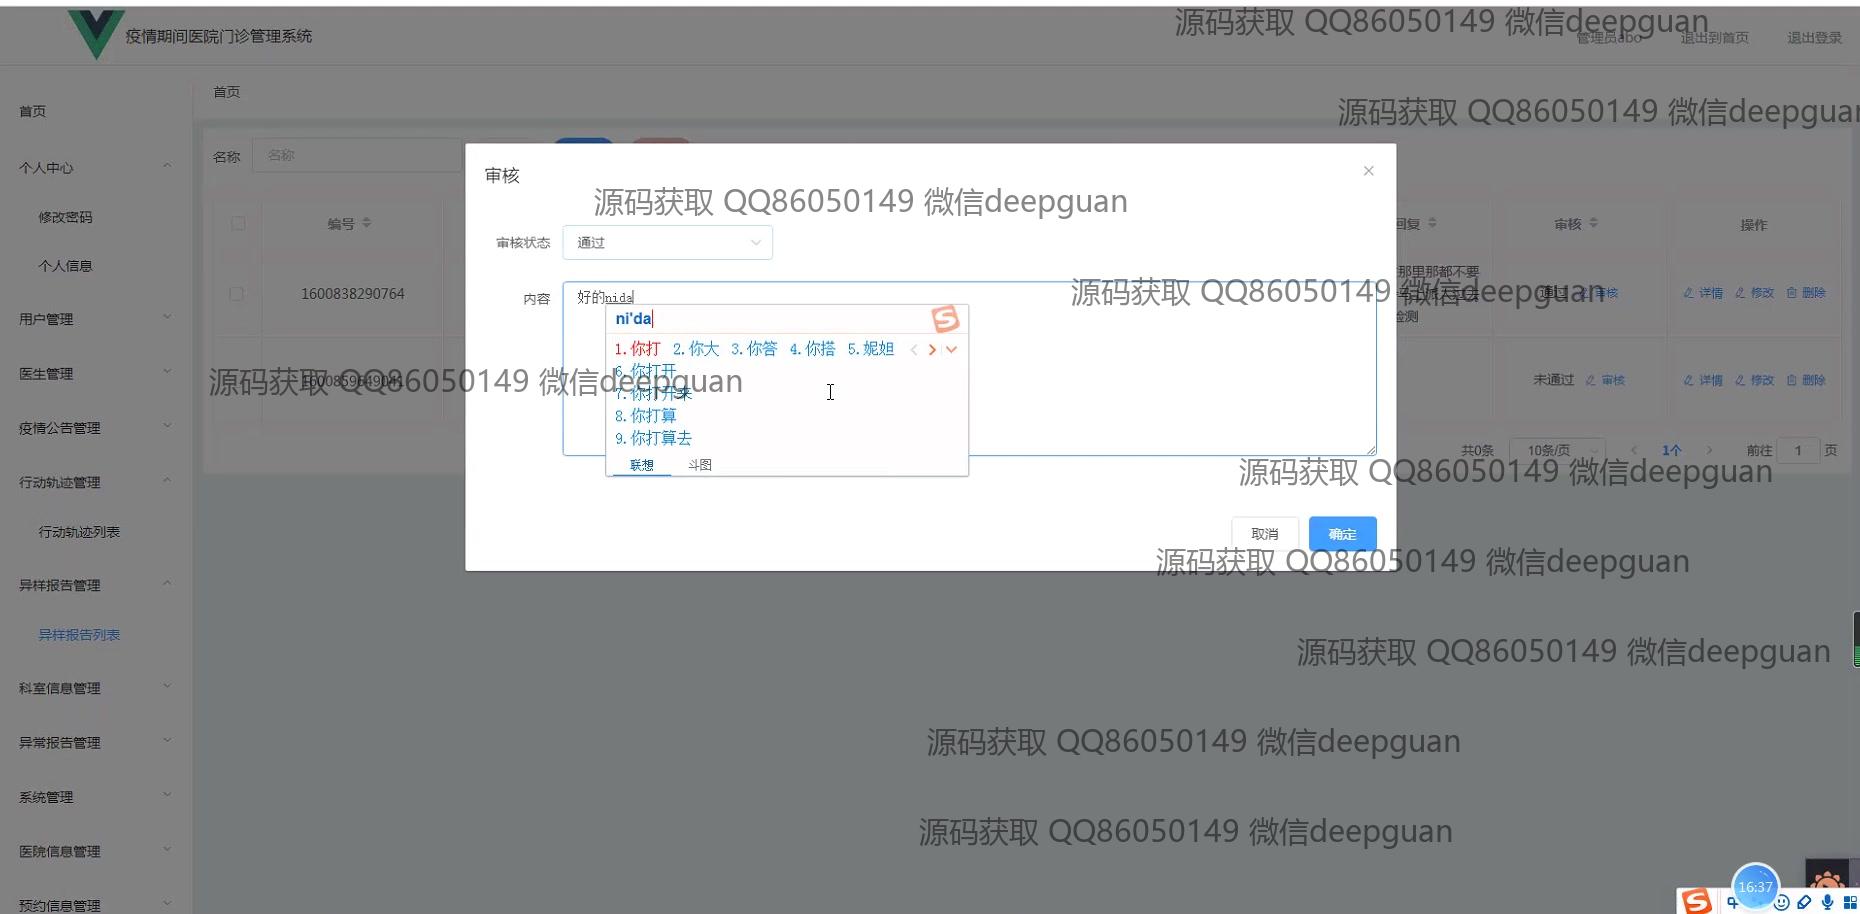 源码获取 QQ86050149 微信deepguan
疫情期间医院门诊管理系统
管理员abo 退出到首页 退出登录
首页
首页
源码获取 QQ86050149 微信deepguan
名称 名称
个人中心
审核
源码获取 QQ86050149 微信deepguan
修改密码
编号
回复 审核 操作
审核状态 通过
个人信息
那里那都不要
源码获取 QQ86050149 微信deepguan
1600838290764
内容 好的nida
通过 审核 详情 修改 删除
检测
用户管理
ni'da
1.你打 2.你大 3.你答 4.你搭 5.妮妲
6.你打开
7.你打开来
8.你打算
9.你打算去
联想 斗图
医生管理
源码获取 QQ86050149 微信deepguan
未通过 审核 详情 修改 删除
疫情公告管理
共0条 10条/页 1个 前往 1 页
源码获取 QQ86050149 微信deepguan
行动轨迹管理
行动轨迹列表
取消 确定
源码获取 QQ86050149 微信deepguan
异样报告管理
异样报告列表
源码获取 QQ86050149 微信deepguan
科室信息管理
异常报告管理
源码获取 QQ86050149 微信deepguan
系统管理
源码获取 QQ86050149 微信deepguan
医院信息管理
预约信息管理
16:37